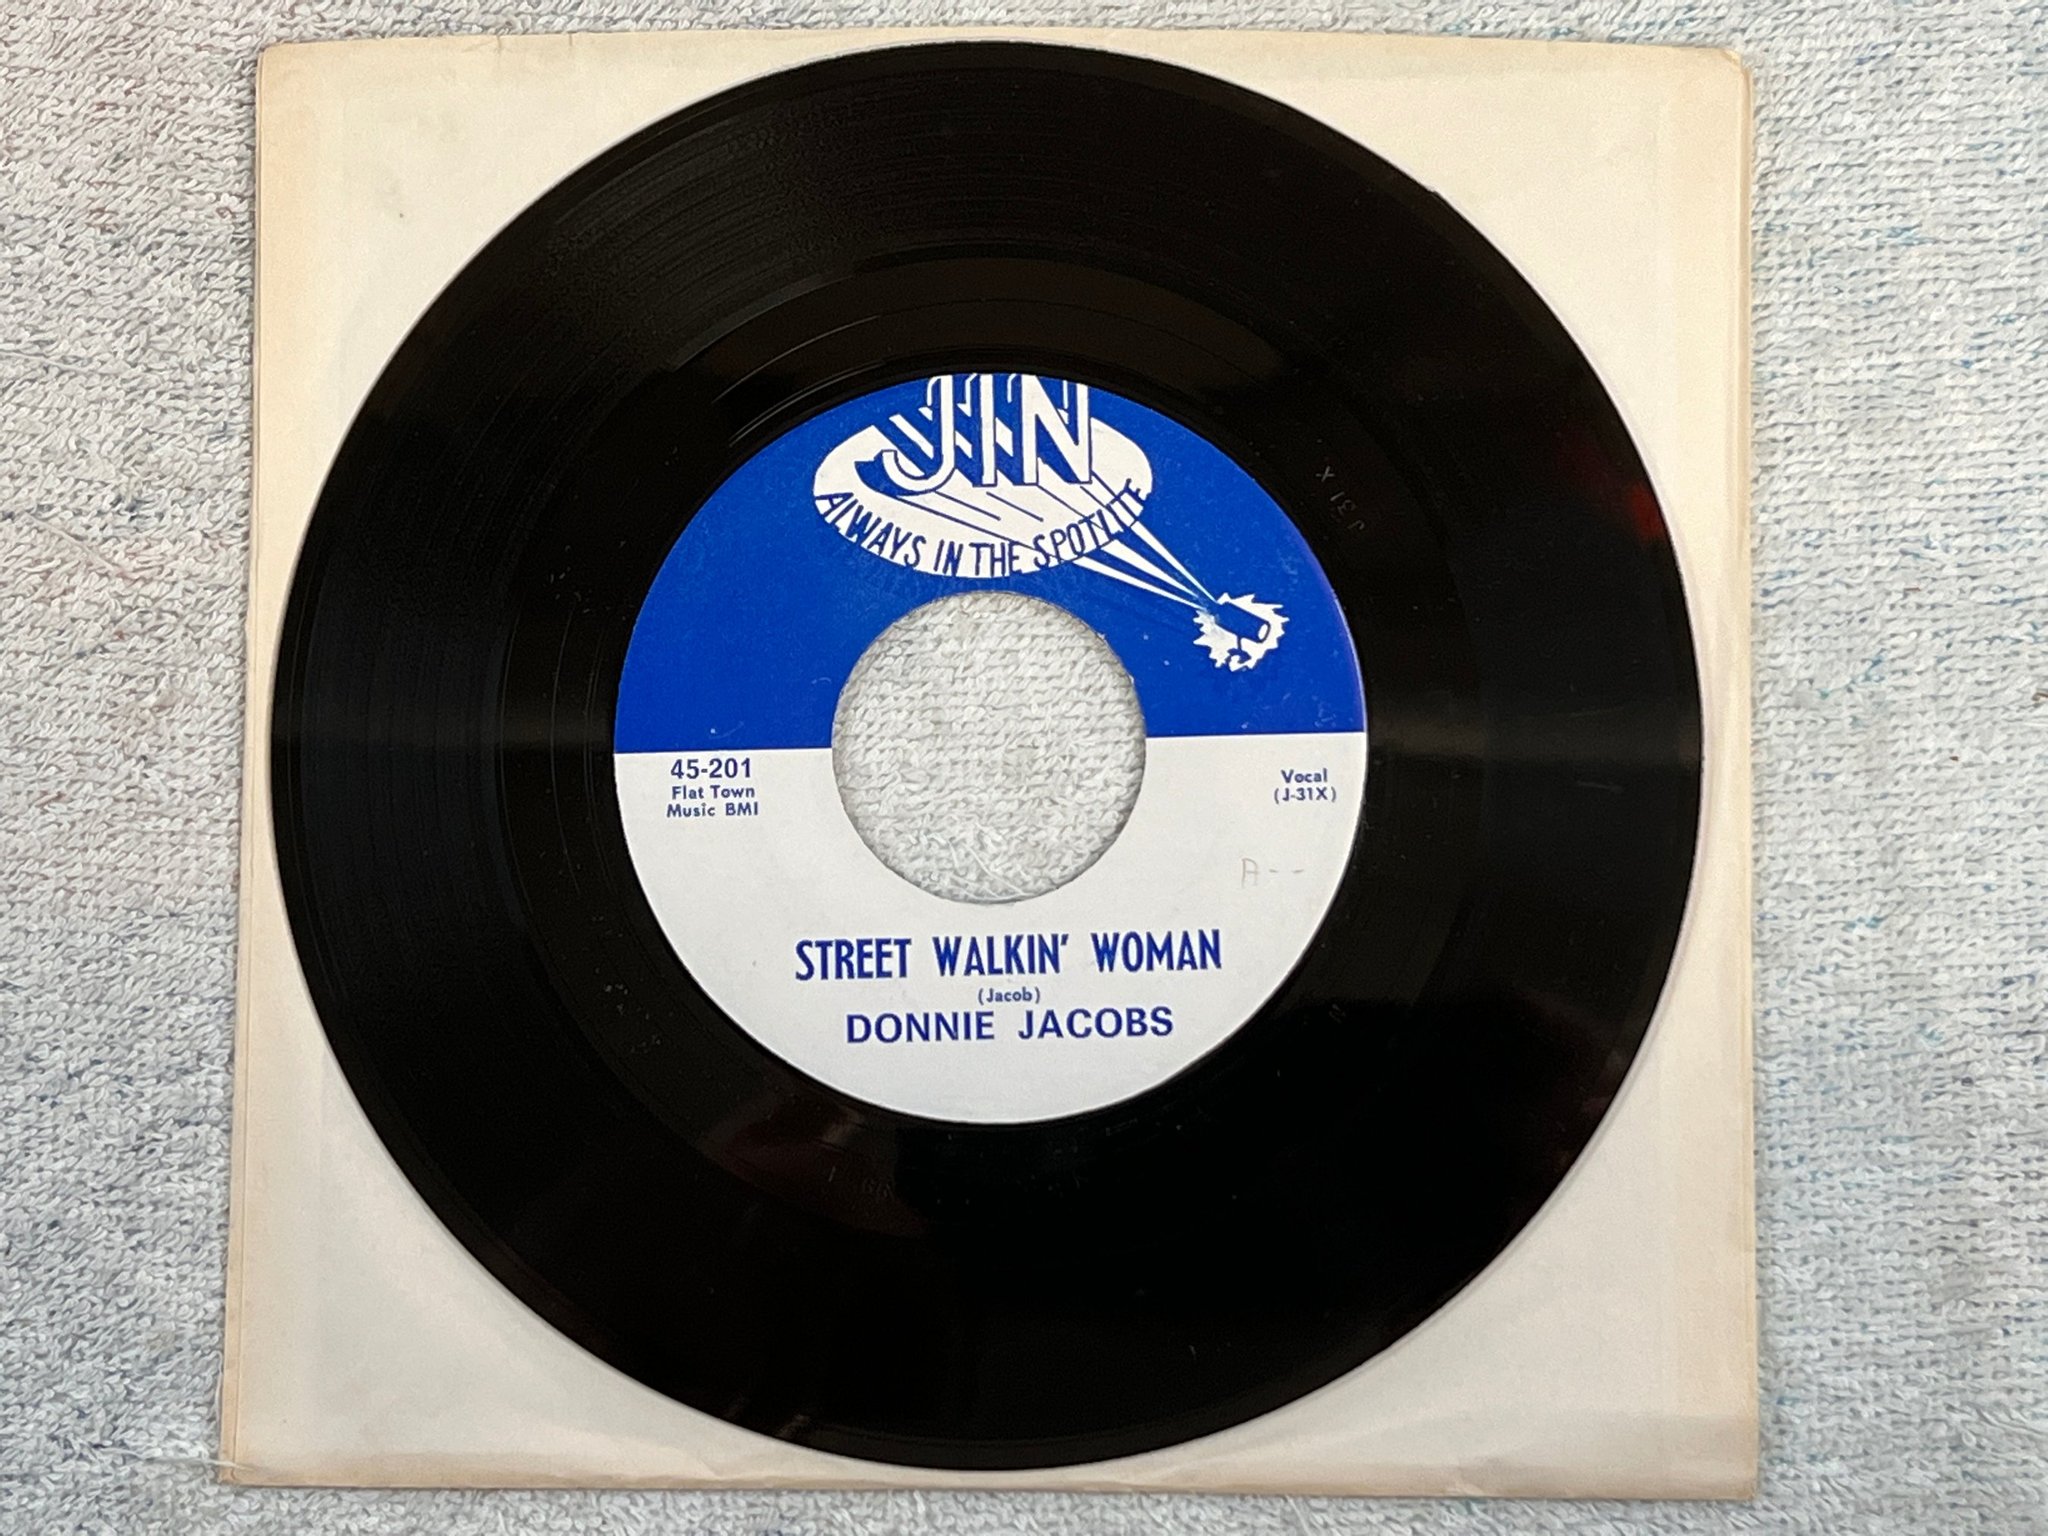 JIN
ALWAYS IN THE SPOTLITE
45-201
Flat Town
Music BMI
Vocal
(J-31X)
A--
STREET WALKIN' WOMAN
(Jacob)
DONNIE JACOBS
J31 X